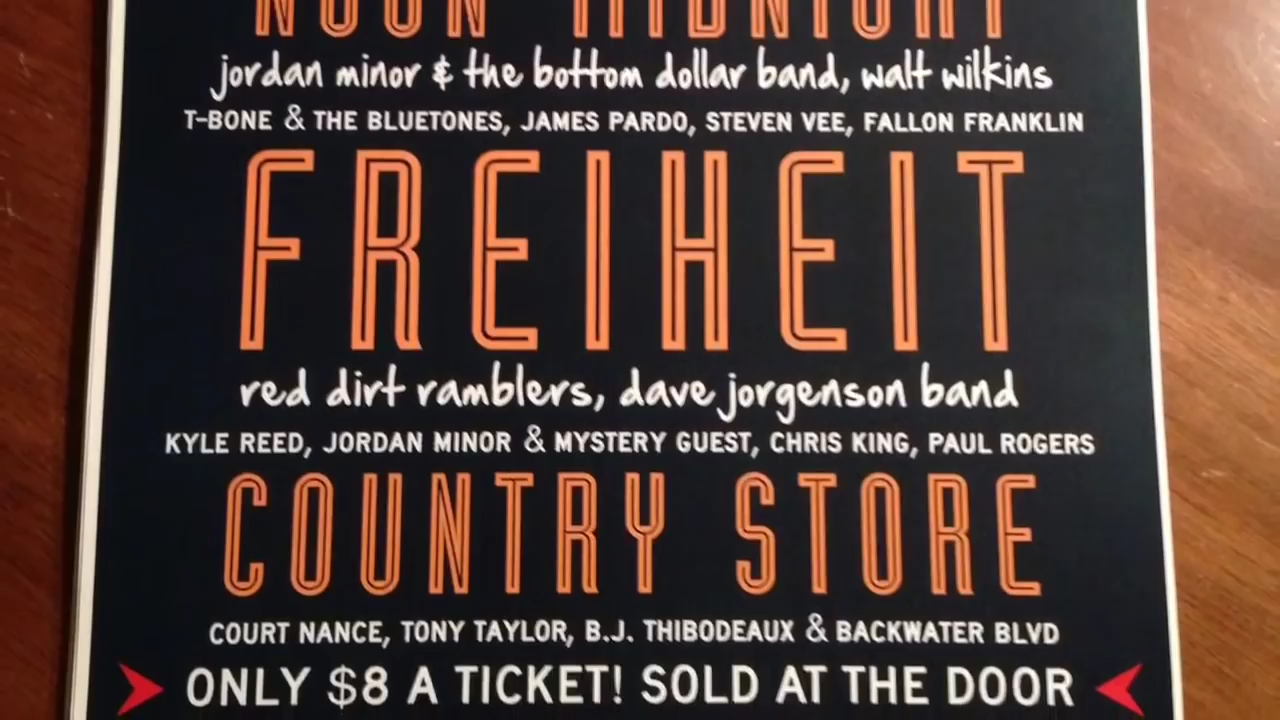 NOON MIDNIGHT
jordan minor & the bottom dollar band, walt wilkins
T-BONE & THE BLUETONES, JAMES PARDO, STEVEN VEE, FALLON FRANKLIN
FREIHEIT
red dirt ramblers, dave jorgenson band
KYLE REED, JORDAN MINOR & MYSTERY GUEST, CHRIS KING, PAUL ROGERS
COUNTRY STORE
COURT NANCE, TONY TAYLOR, B.J. THIBODEAUX & BACKWATER BLVD
ONLY $8 A TICKET! SOLD AT THE DOOR